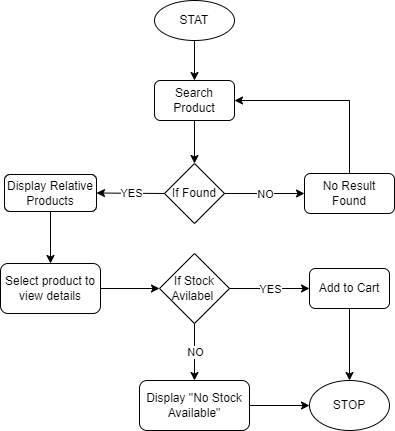 STAT
Search
Product
If Found
YES
NO
Display Relative
Products
No Result
Found
Select product to
view details
If Stock
Avilabel
YES
Add to Cart
NO
Display "No Stock
Available"
STOP